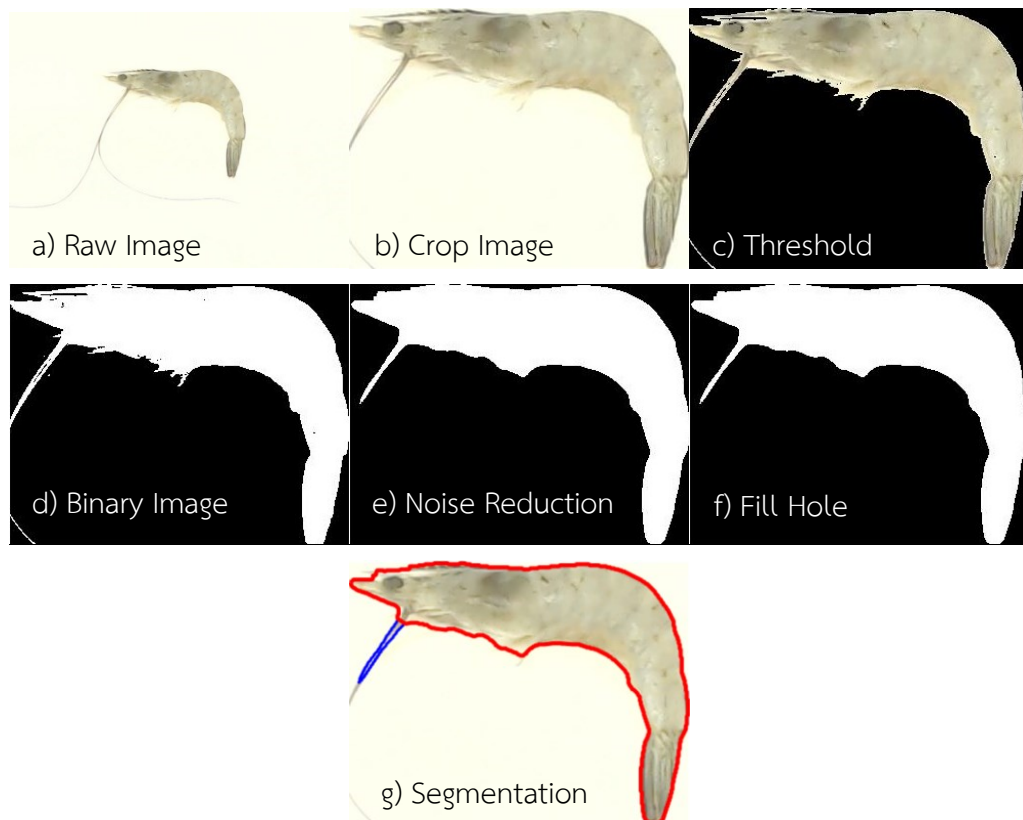 a) Raw Image
b) Crop Image
c) Threshold
d) Binary Image
e) Noise Reduction
f) Fill Hole
g) Segmentation